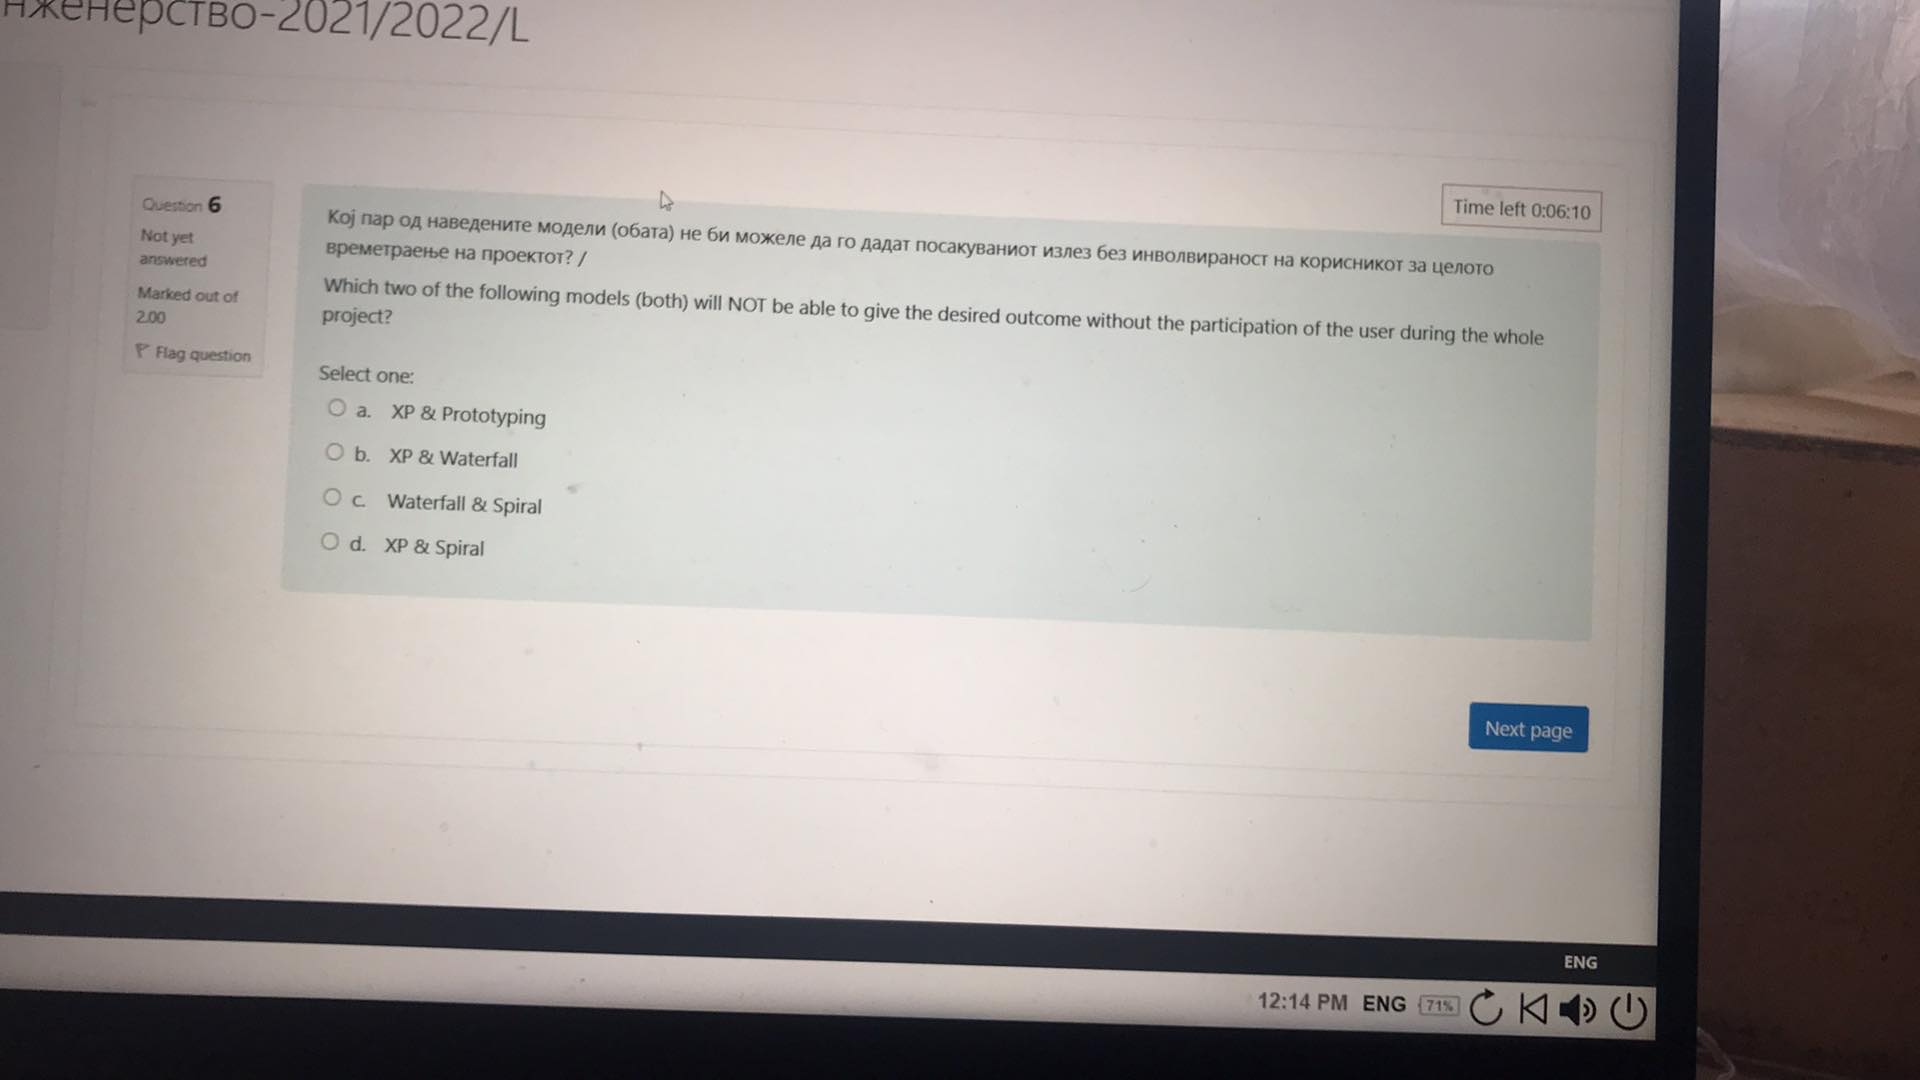 нженерство-2021/2022/L
Question 6
Not yet
answered
Marked out of
2.00
Flag question
Time left 0:06:10
Кој пар од наведените модели (обата) не би можеле да го дадат посакуваниот излез без инволвираност на корисникот за целото
времетраење на проектот? /
Which two of the following models (both) will NOT be able to give the desired outcome without the participation of the user during the whole
project?
Select one:
a. XP & Prototyping
b. XP & Waterfall
c. Waterfall & Spiral
d. XP & Spiral
Next page
ENG
12:14 PM ENG 71%